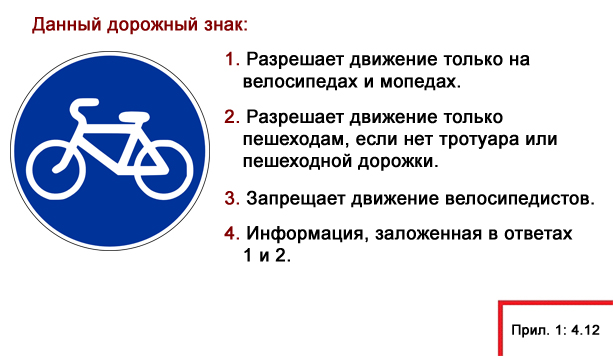 Данный дорожный знак:
1. Разрешает движение только на
велосипедах и мопедах.
2. Разрешает движение только
пешеходам, если нет тротуара или
пешеходной дорожки.
3. Запрещает движение велосипедистов.
4. Информация, заложенная в ответах
1 и 2.
Прил. 1: 4.12